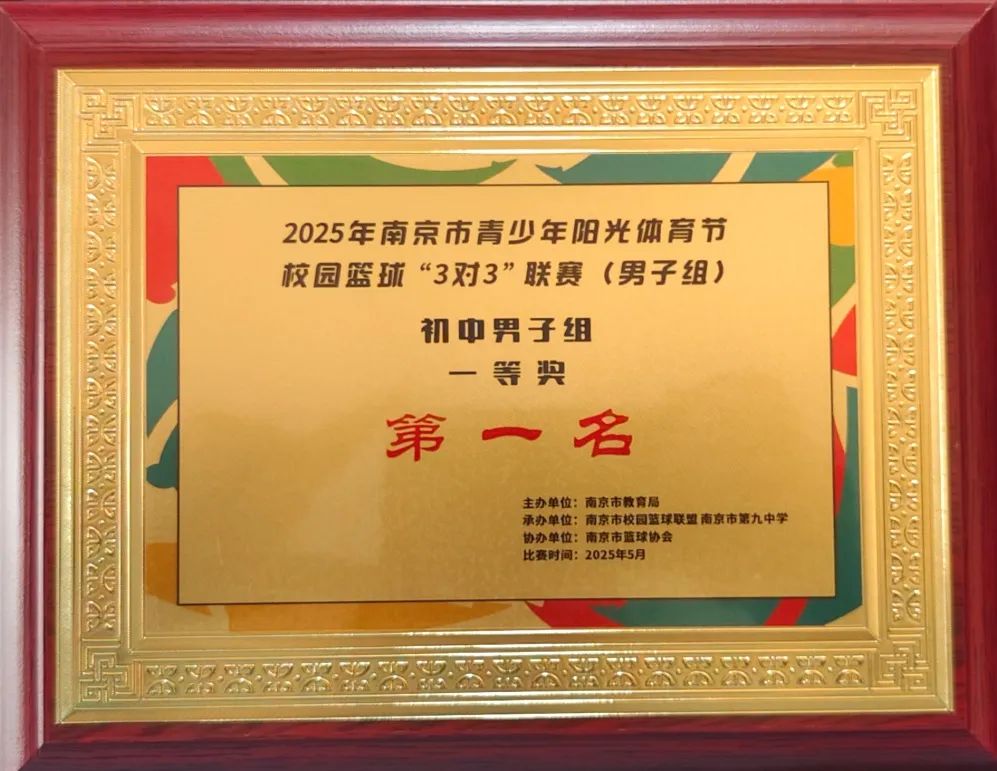 2025年南京市青少年阳光体育节
校园篮球“3对3”联赛（男子组）
初中男子组
一等奖
第一名
主办单位：南京市教育局
承办单位：南京市校园篮球联盟 南京市第九中学
协办单位：南京市篮球协会
比赛时间：2025年5月